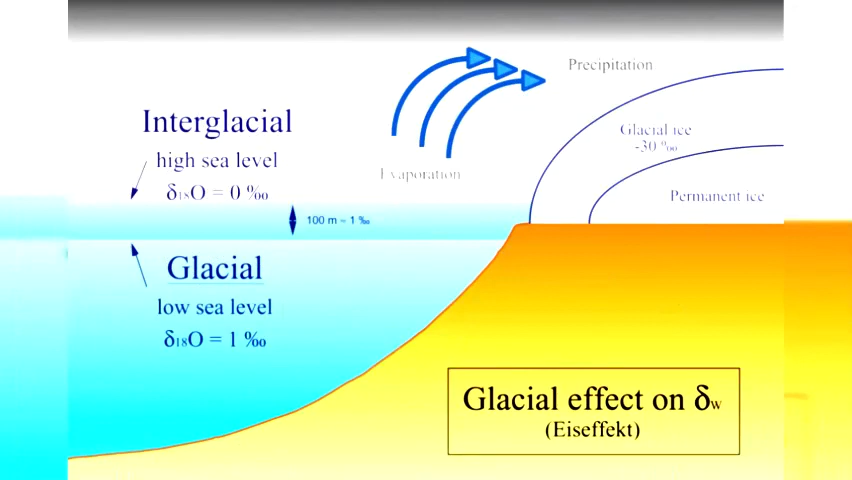 Precipitation
Interglacial
high sea level
δ18O = 0 ‰
Glacial ice
-30 ‰
Evaporation
Permanent ice
100 m = 1 ‰
Glacial
low sea level
δ18O = 1 ‰
Glacial effect on δw
(Eiseffekt)